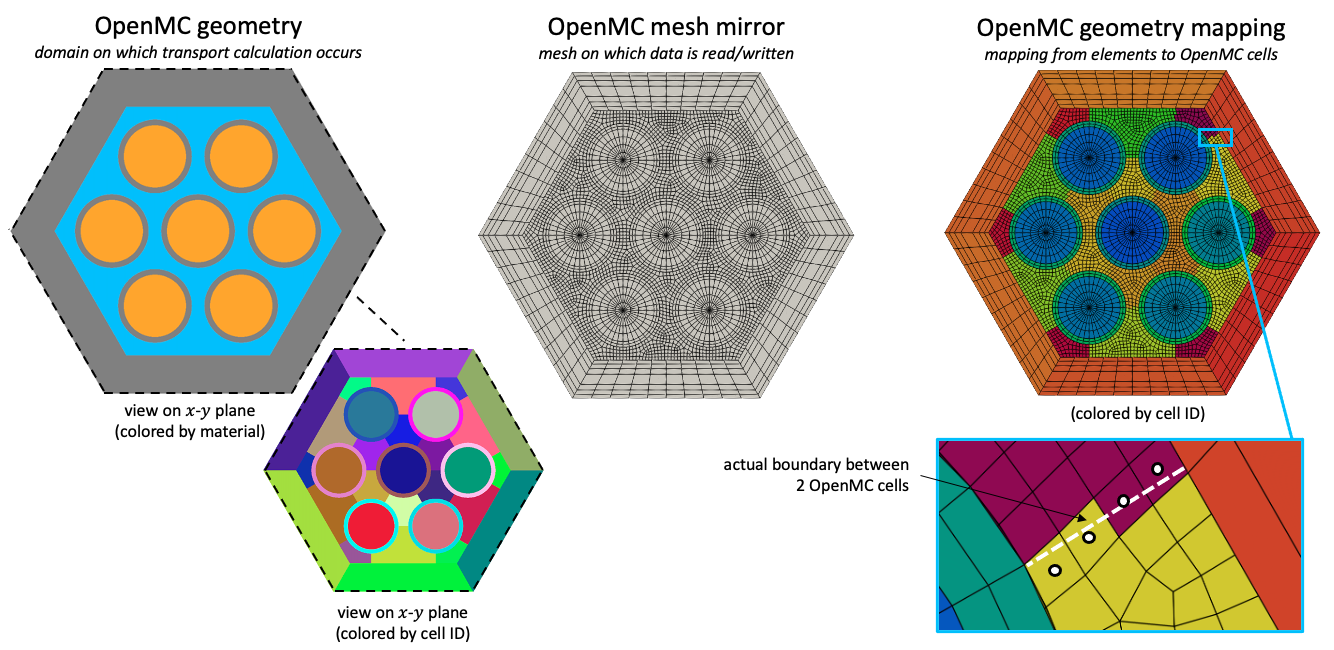 OpenMC geometry
domain on which transport calculation occurs
OpenMC mesh mirror
mesh on which data is read/written
OpenMC geometry mapping
mapping from elements to OpenMC cells
view on x-y plane
(colored by material)
view on x-y plane
(colored by cell ID)
(colored by cell ID)
actual boundary between
2 OpenMC cells